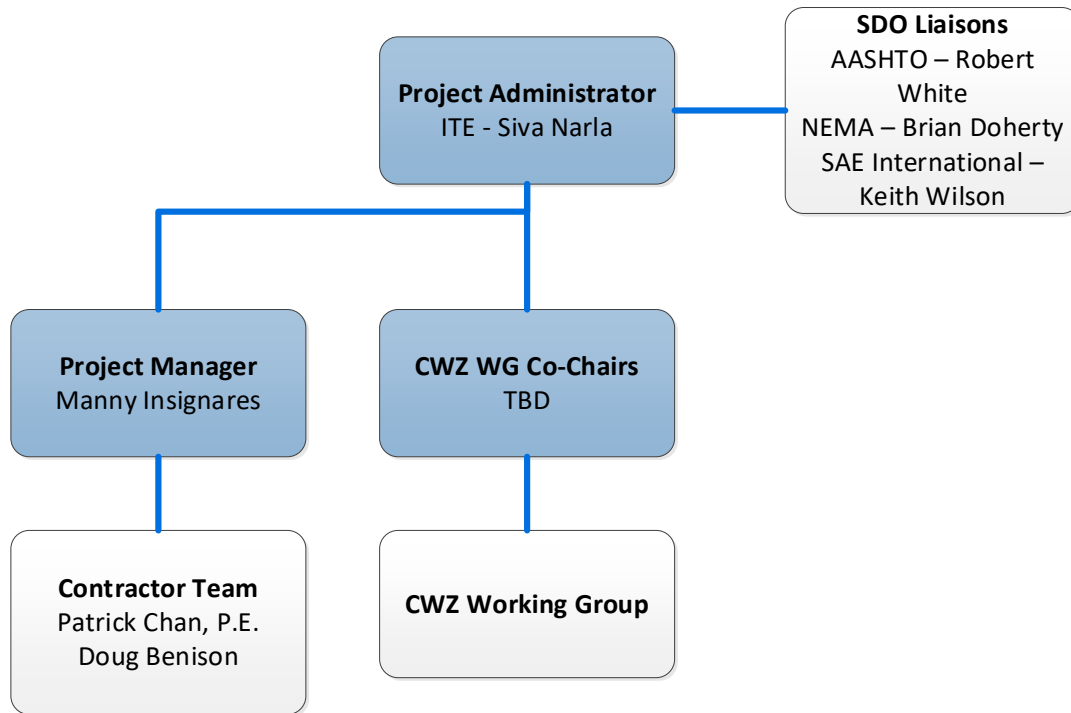 SDO Liaisons
AASHTO – Robert
White
NEMA – Brian Doherty
SAE International –
Keith Wilson
Project Administrator
ITE - Siva Narla
Project Manager
Manny Insignares
CWZ WG Co-Chairs
TBD
Contractor Team
Patrick Chan, P.E.
Doug Benison
CWZ Working Group